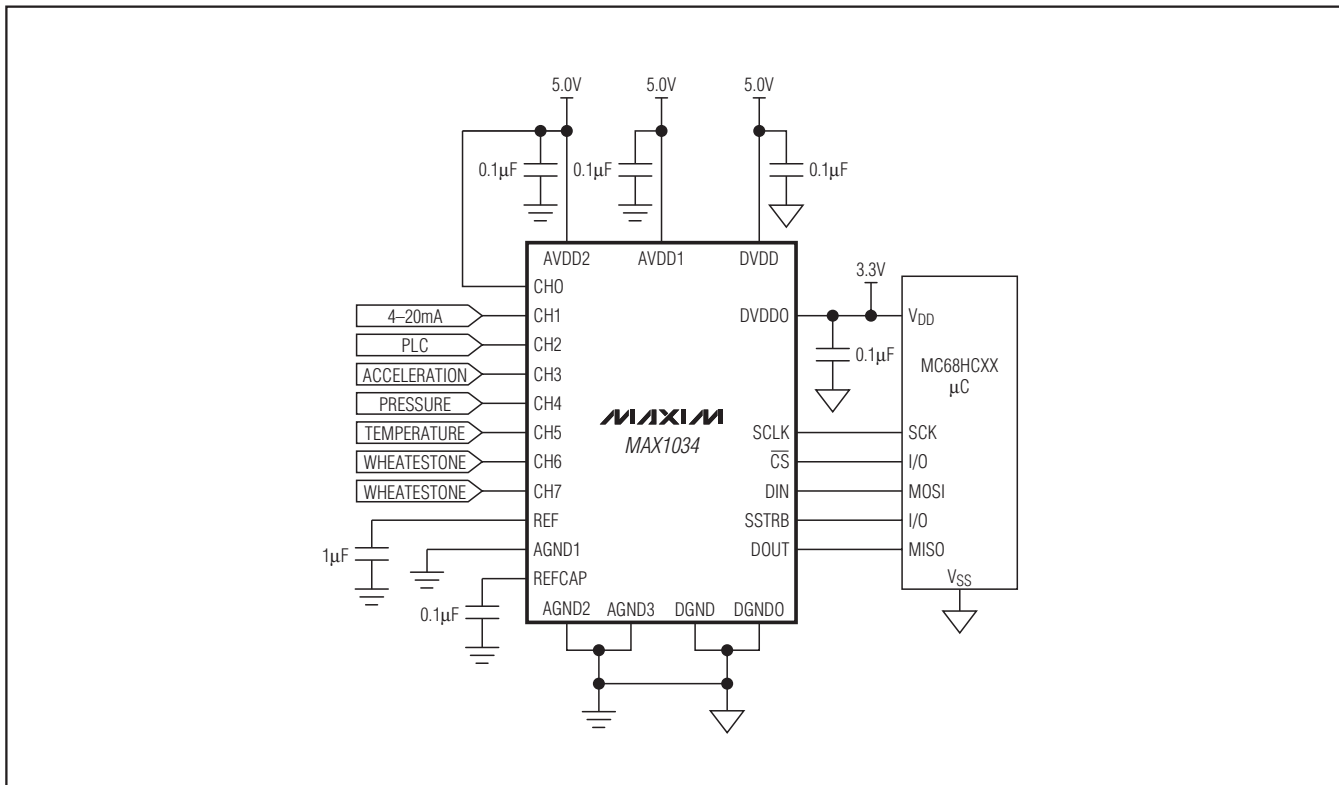 5.0V
5.0V
5.0V
0.1µF
0.1µF
0.1µF
AVDD2
AVDD1
DVDD
3.3V
CH0
4–20mA
CH1
PLC
CH2
ACCELERATION
CH3
PRESSURE
CH4
TEMPERATURE
CH5
WHEATESTONE
CH6
WHEATESTONE
CH7
REF
1µF
AGND1
REFCAP
0.1µF
AGND2
AGND3
DGND
DGNDO
MAXIM
MAX1034
DVDDO
0.1µF
SCLK
CS
DIN
SSTRB
DOUT
VDD
MC68HCXX
µC
SCK
I/O
MOSI
I/O
MISO
VSS